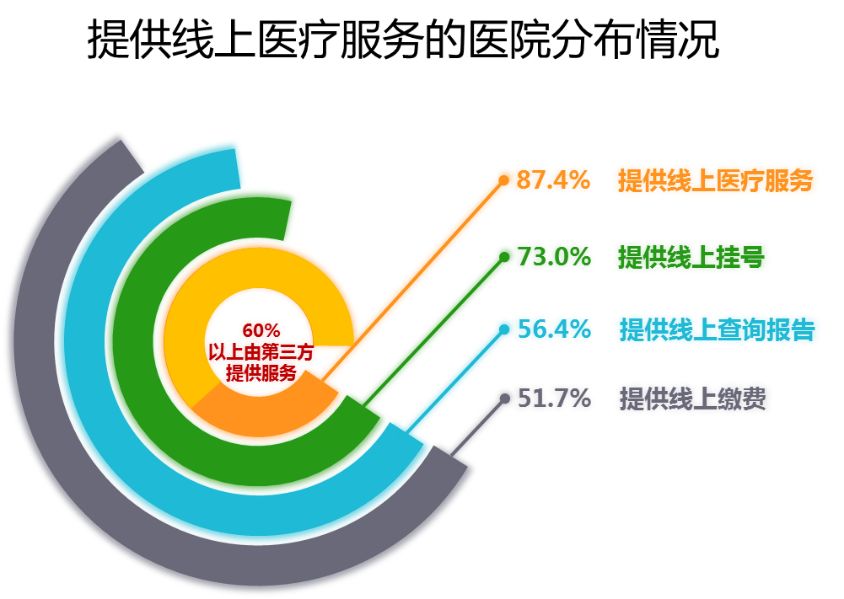 提供线上医疗服务的医院分布情况
87.4% 提供线上医疗服务
73.0% 提供线上挂号
56.4% 提供线上查询报告
51.7% 提供线上缴费
60%
以上由第三方
提供服务